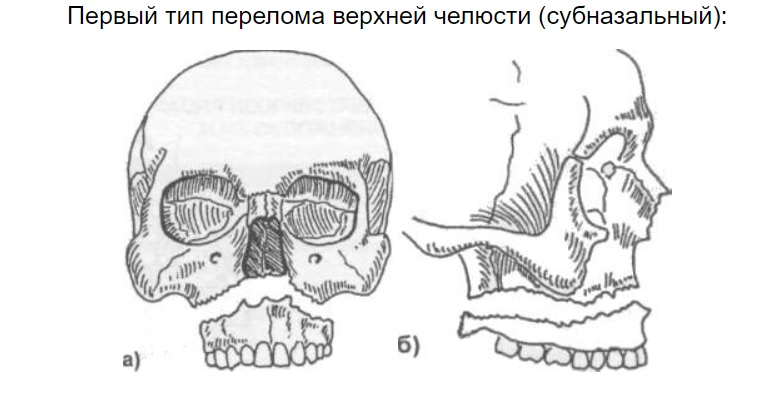 Первый тип перелома верхней челюсти (субназальный):
а)
б)